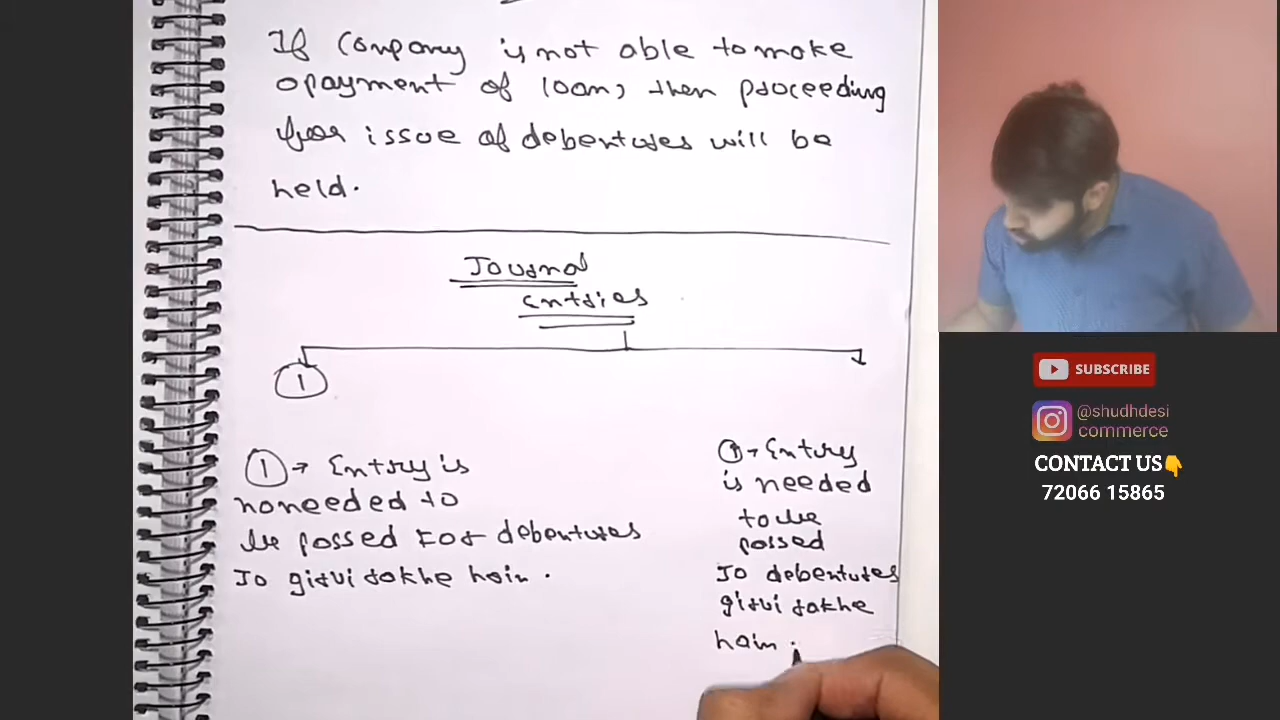 If Company is not able to make
opayment of loan, then proceeding
for issue of debentures will be
held.
Journal
Entries
1
1 → Entry is
no needed to
be passed For debentures
Jo girvi rakhe hain.
1 → Entry
is needed
to be
passed
Jo debentures
girvi rakhe
hain.
SUBSCRIBE
@shudhdesi
commerce
CONTACT US👇
72066 15865